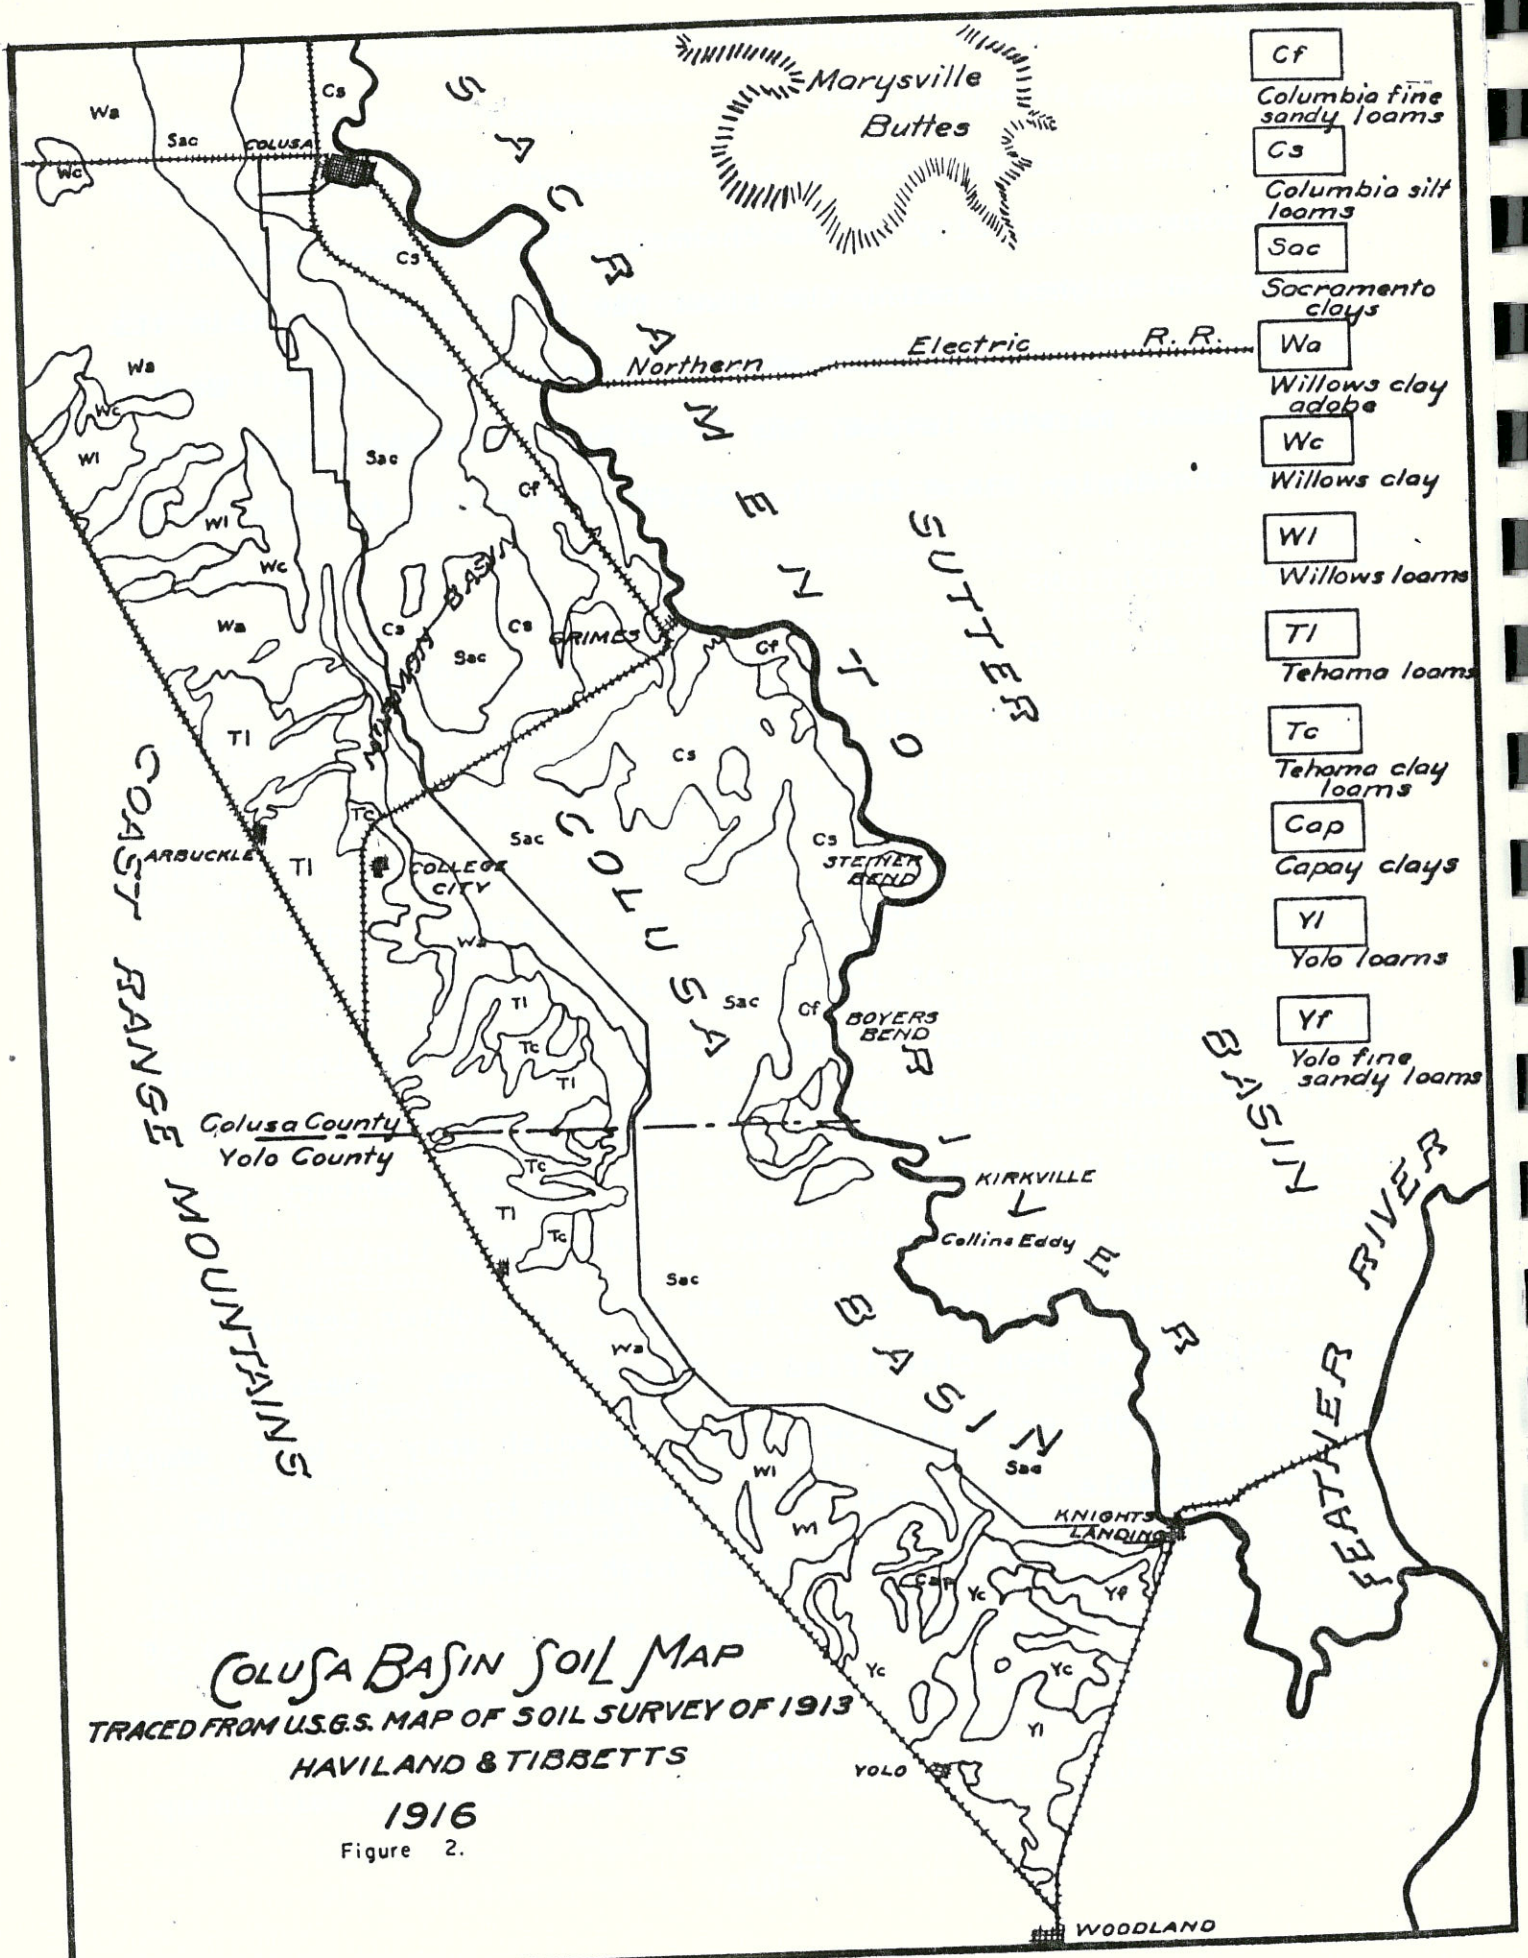 Marysville
Buttes
Cf
Columbia fine
sandy loams
Cs
Columbia silt
loams
Sac
Sacramento
clays
Wa
Willows clay
adobe
Wc
Willows clay
Wl
Willows loams
Tl
Tehama loams
Tc
Tehama clay
loams
Cap
Capay clays
Yl
Yolo loams
Yf
Yolo fine
sandy loams
SACRAMENTO RIVER
SUTTER BASIN
COLUSA BASIN
FEATHER RIVER
COAST RANGE MOUNTAINS
Northern Electric R. R.
Wa
Sac
COLUSA
Cs
Wc
Cs
Wa
Wc
Wl
Sac
Cf
Wl
Wc
BASIN
Wa
Cs
Sac
Cs
GRIMES
Cf
Tl
Cs
Tc
Sac
Cs
STEINER
BEND
ARBUCKLE
Tl
COLLEGE
CITY
Wa
Tl
Sac
Cf
BOYERS
BEND
Tc
Tl
Colusa County
Yolo County
Tc
KIRKVILLE
Tl
Tc
Collins Eddy
Sac
Wa
Wl
Sac
KNIGHTS
LANDING
Wl
Cap
Yc
Yf
Yc
Yc
Yl
YOLO
WOODLAND
COLUSA BASIN SOIL MAP
TRACED FROM U.S.G.S. MAP OF SOIL SURVEY OF 1913
HAVILAND & TIBBETTS
1916
Figure 2.